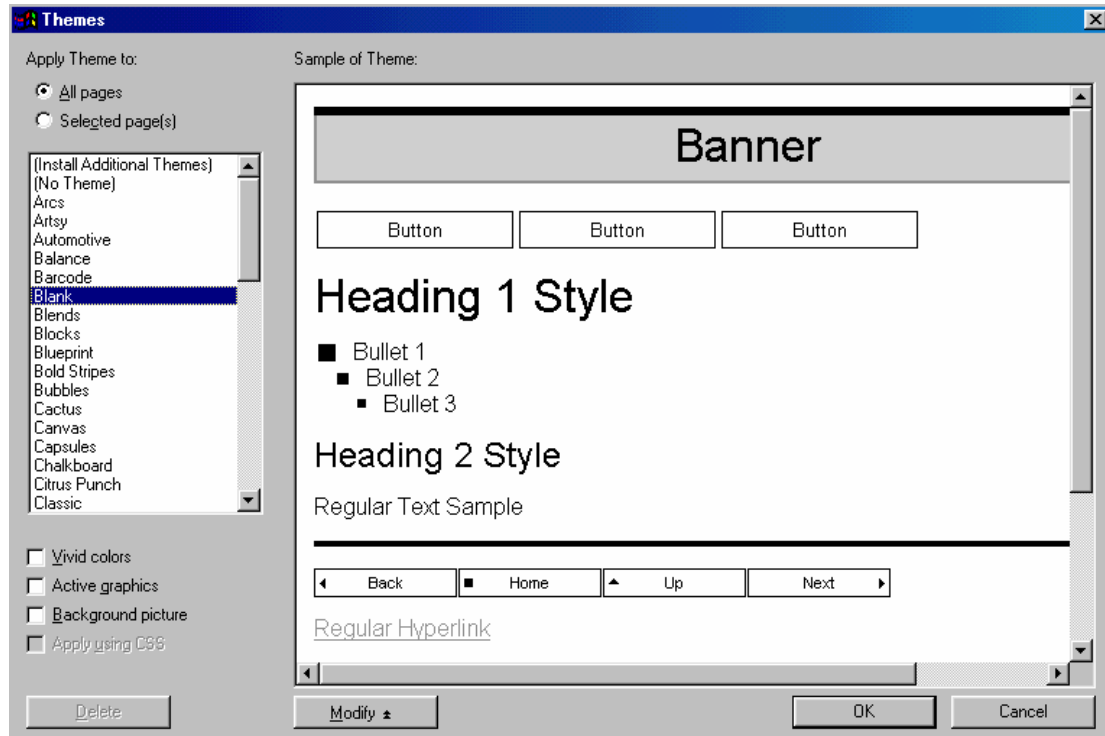 Themes
Apply Theme to:
All pages
Selected page(s)
(Install Additional Themes)
(No Theme)
Arcs
Artsy
Automotive
Balance
Barcode
Blank
Blends
Blocks
Blueprint
Bold Stripes
Bubbles
Cactus
Canvas
Capsules
Chalkboard
Citrus Punch
Classic
Vivid colors
Active graphics
Background picture
Apply using CSS
Delete
Sample of Theme:
Banner
Button Button Button
Heading 1 Style
Bullet 1
Bullet 2
Bullet 3
Heading 2 Style
Regular Text Sample
Back Home Up Next
Regular Hyperlink
Modify
OK Cancel